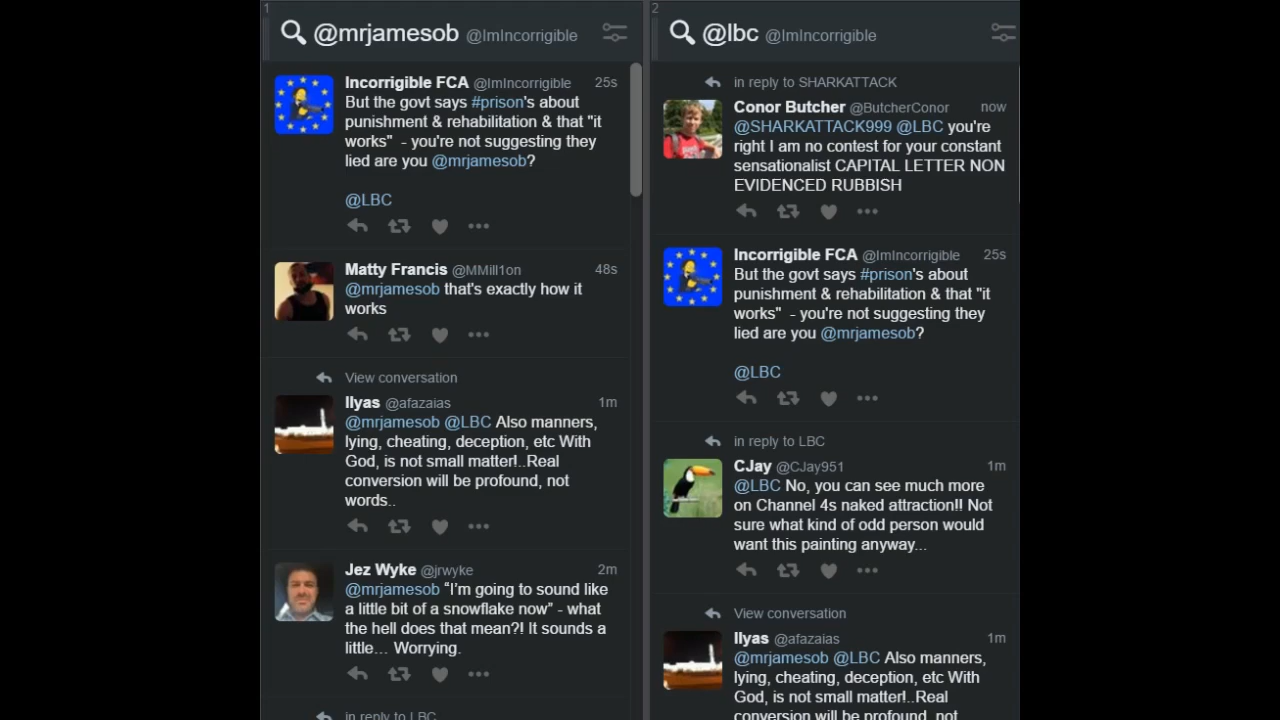 1
@mrjamesob @ImIncorrigible
Incorrigible FCA @ImIncorrigible 25s
But the govt says #prison's about
punishment & rehabilitation & that "it
works"  - you're not suggesting they
lied are you @mrjamesob?
@LBC
Matty Francis @MMill1on 48s
@mrjamesob that's exactly how it
works
View conversation
Ilyas @afazaias 1m
@mrjamesob @LBC Also manners,
lying, cheating, deception, etc With
God, is not small matter!..Real
conversion will be profound, not
words..
Jez Wyke @jrwyke 2m
@mrjamesob “I’m going to sound like
a little bit of a snowflake now” - what
the hell does that mean?! It sounds a
little… Worrying.
in reply to LBC
2
@lbc @ImIncorrigible
in reply to SHARKATTACK
Conor Butcher @ButcherConor now
@SHARKATTACK999 @LBC you're
right I am no contest for your constant
sensationalist CAPITAL LETTER NON
EVIDENCED RUBBISH
Incorrigible FCA @ImIncorrigible 25s
But the govt says #prison's about
punishment & rehabilitation & that "it
works"  - you're not suggesting they
lied are you @mrjamesob?
@LBC
in reply to LBC
CJay @CJay951 1m
@LBC No, you can see much more
on Channel 4s naked attraction!! Not
sure what kind of odd person would
want this painting anyway...
View conversation
Ilyas @afazaias 1m
@mrjamesob @LBC Also manners,
lying, cheating, deception, etc With
God, is not small matter!..Real
conversion will be profound, not